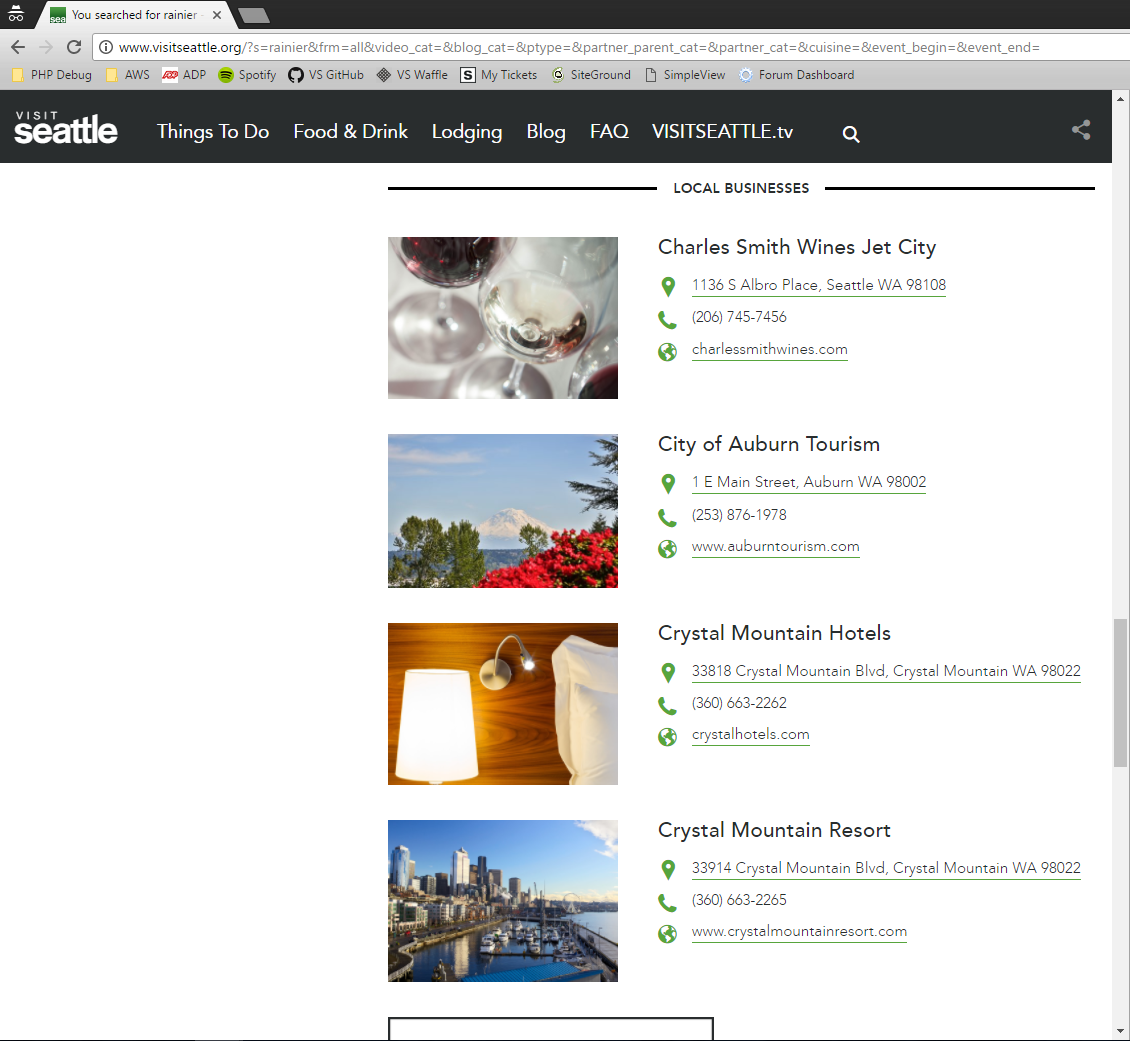 sea You searched for rainier
www.visitseattle.org/?s=rainier&frm=all&video_cat=&blog_cat=&ptype=&partner_parent_cat=&partner_cat=&cuisine=&event_begin=&event_end=
PHP Debug AWS ADP Spotify VS GitHub VS Waffle S My Tickets SiteGround SimpleView Forum Dashboard
VISIT
seattle Things To Do Food & Drink Lodging Blog FAQ VISITSEATTLE.tv
LOCAL BUSINESSES
Charles Smith Wines Jet City
1136 S Albro Place, Seattle WA 98108
(206) 745-7456
charlessmithwines.com
City of Auburn Tourism
1 E Main Street, Auburn WA 98002
(253) 876-1978
www.auburntourism.com
Crystal Mountain Hotels
33818 Crystal Mountain Blvd, Crystal Mountain WA 98022
(360) 663-2262
crystalhotels.com
Crystal Mountain Resort
33914 Crystal Mountain Blvd, Crystal Mountain WA 98022
(360) 663-2265
www.crystalmountainresort.com